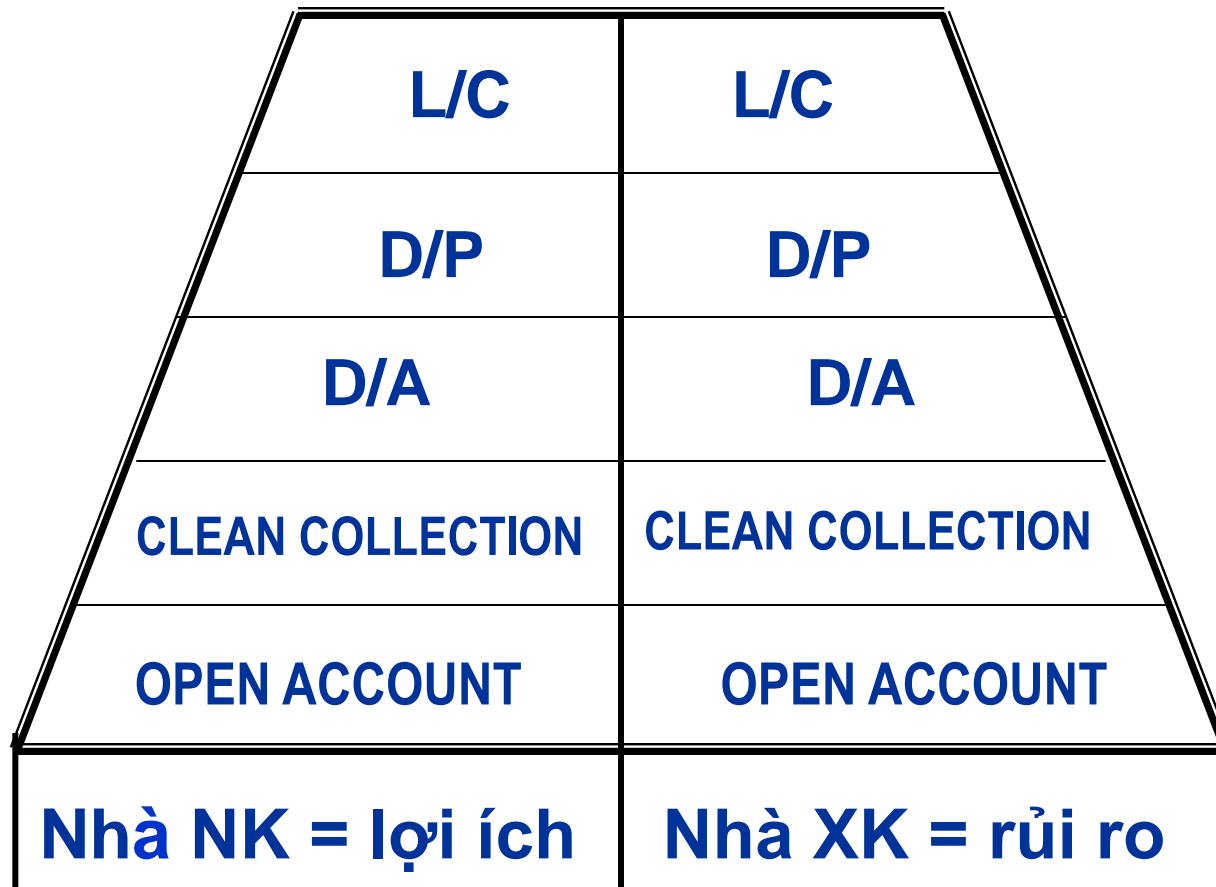 L/C L/C
D/P D/P
D/A D/A
CLEAN COLLECTION CLEAN COLLECTION
OPEN ACCOUNT OPEN ACCOUNT
Nhà NK = lợi ích Nhà XK = rủi ro